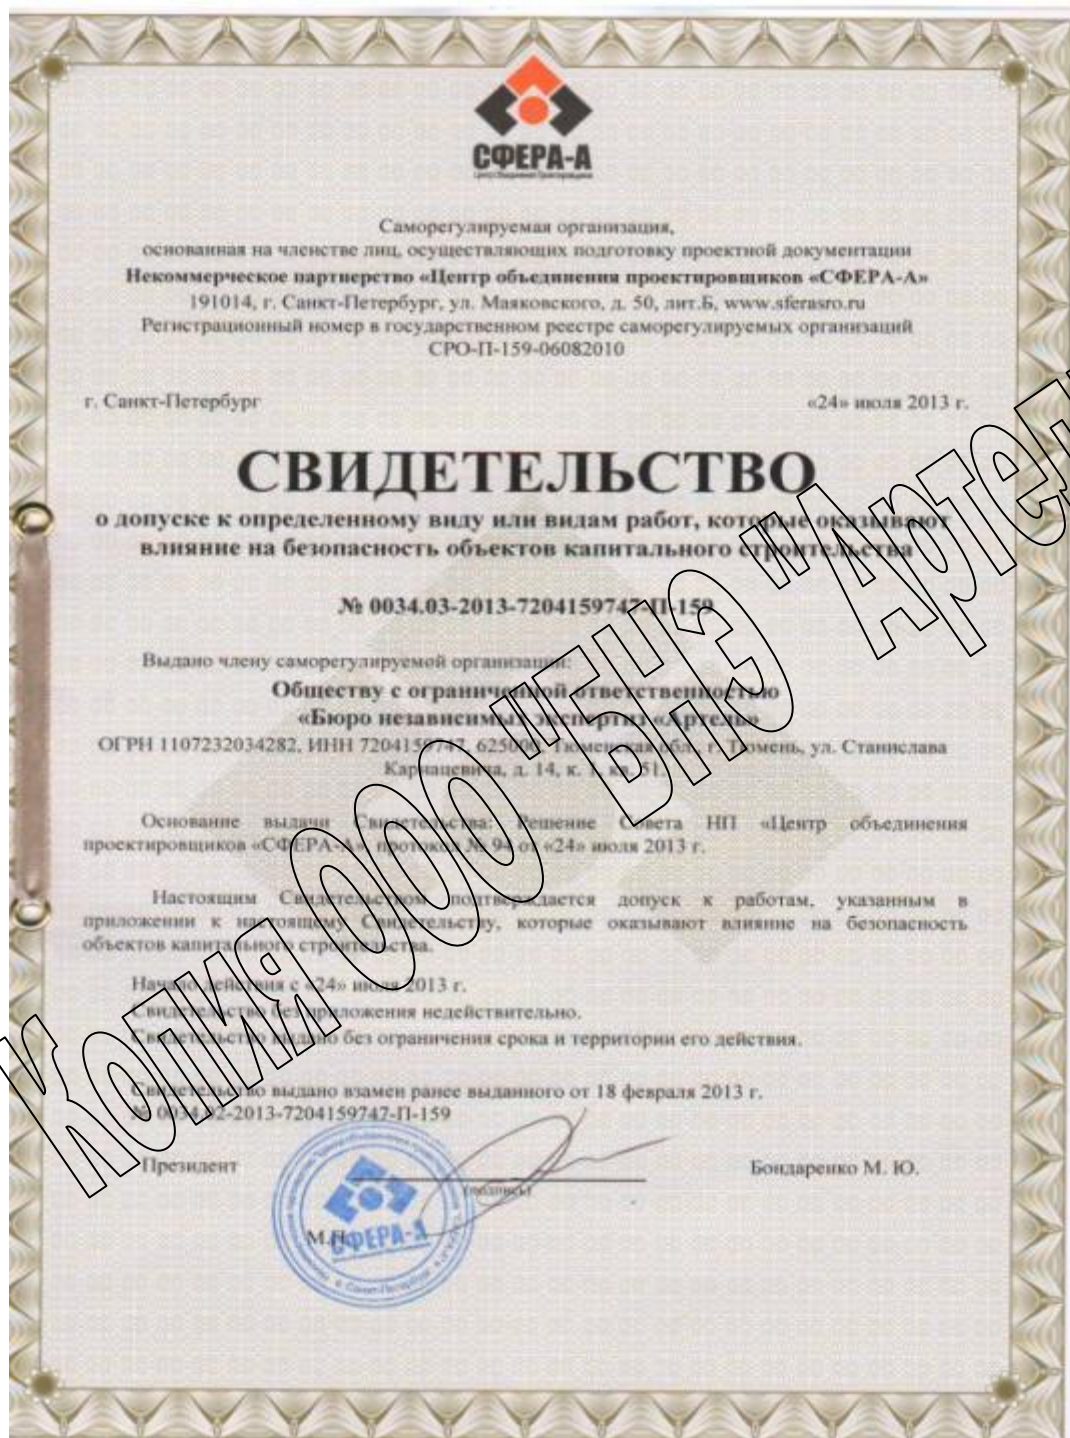 СФЕРА-А
Саморегулируемая организация,
основанная на членстве лиц, осуществляющих подготовку проектной документации
Некоммерческое партнерство «Центр объединения проектировщиков «СФЕРА-А»
191014, г. Санкт-Петербург, ул. Маяковского, д. 50, лит.Б, www.sferasro.ru
Регистрационный номер в государственном реестре саморегулируемых организаций
СРО-П-159-06082010
г. Санкт-Петербург «24» июля 2013 г.
СВИДЕТЕЛЬСТВО
о допуске к определенному виду или видам работ, которые оказывают
влияние на безопасность объектов капитального строительства
№ 0034.03-2013-7204159747-П-159
Выдано члену саморегулируемой организации:
Обществу с ограниченной ответственностью
«Бюро независимых экспертиз «Артель»
ОГРН 1107232034282, ИНН 7204159747, 625000, Тюменская обл., г. Тюмень, ул. Станислава
Карнацевича, д. 14, к. 1, кв. 51.
Основание выдачи Свидетельства: Решение Совета НП «Центр объединения
проектировщиков «СФЕРА-А», протокол № 94 от «24» июля 2013 г.
Настоящим Свидетельством подтверждается допуск к работам, указанным в
приложении к настоящему Свидетельству, которые оказывают влияние на безопасность
объектов капитального строительства.
Начало действия с «24» июля 2013 г.
Свидетельство без приложения недействительно.
Свидетельство выдано без ограничения срока и территории его действия.
Свидетельство выдано взамен ранее выданного от 18 февраля 2013 г.
№ 0034.02-2013-7204159747-П-159
Президент Бондаренко М. Ю.
(подпись)
М.П.
СФЕРА-А
Копия ООО "БНЭ "Артел